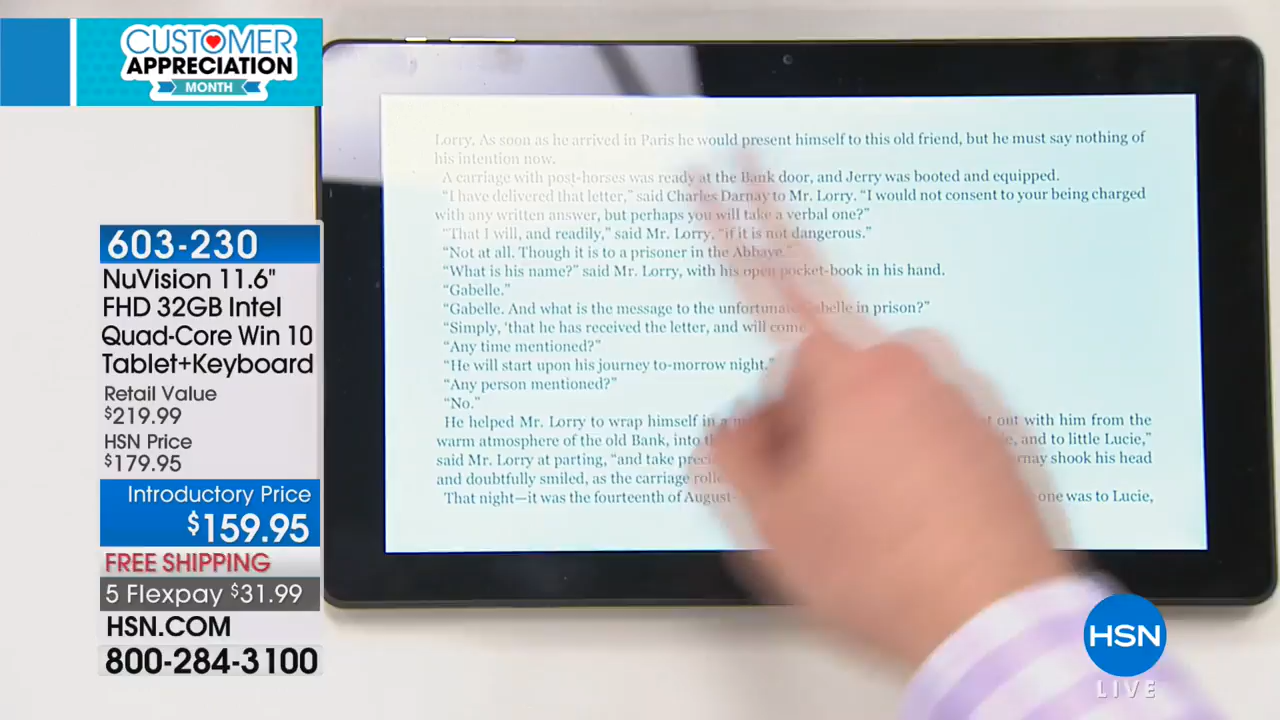 CUSTOMER
APPRECIATION
MONTH
603-230
NuVision 11.6"
FHD 32GB Intel
Quad-Core Win 10
Tablet+Keyboard
Retail Value
$219.99
HSN Price
$179.95
Introductory Price
$159.95
FREE SHIPPING
5 Flexpay $31.99
HSN.COM
800-284-3100
Lorry. As soon as he arrived in Paris he would present himself to this old friend, but he must say nothing of
his intention now.
A carriage with post-horses was ready at the Bank door, and Jerry was booted and equipped.
“I have delivered that letter,” said Charles Darnay to Mr. Lorry. “I would not consent to your being charged
with any written answer, but perhaps you will take a verbal one?”
“That I will, and readily,” said Mr. Lorry, “if it is not dangerous.”
“Not at all. Though it is to a prisoner in the Abbaye.”
“What is his name?” said Mr. Lorry, with his open pocket-book in his hand.
“Gabelle.”
“Gabelle. And what is the message to the unfortunate Gabelle in prison?”
“Simply, ‘that he has received the letter, and will come
“Any time mentioned?”
“He will start upon his journey to-morrow night.”
“Any person mentioned?”
“No.”
He helped Mr. Lorry to wrap himself in a out with him from the
warm atmosphere of the old Bank, into and to little Lucie,”
said Mr. Lorry at parting, “and take shook his head
and doubtfully smiled, as the carriage
That night—it was the fourteenth of August— one was to Lucie,
HSN
LIVE